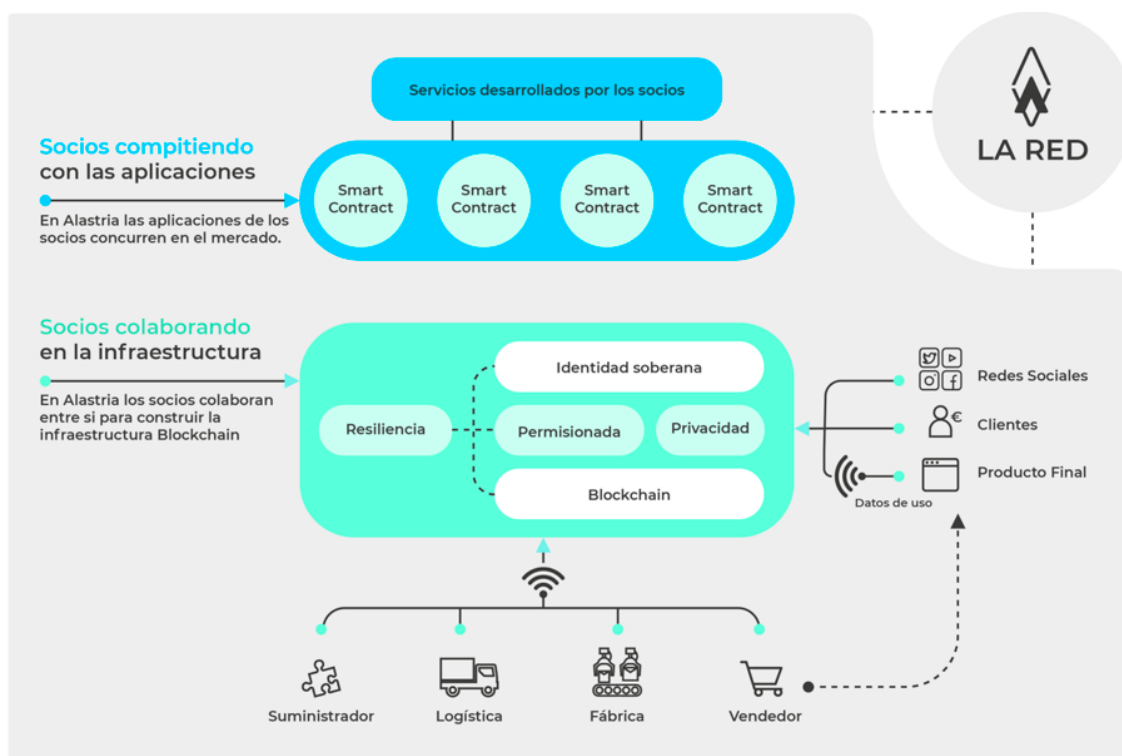 LA RED
Servicios desarrollados por los socios
Socios compitiendo
con las aplicaciones
En Alastria las aplicaciones de los
socios concurren en el mercado.
Smart
Contract
Smart
Contract
Smart
Contract
Smart
Contract
Socios colaborando
en la infraestructura
En Alastria los socios colaboran
entre si para construir la
infraestructura Blockchain
Resiliencia
Identidad soberana
Permisionada
Privacidad
Blockchain
Redes Sociales
€
Clientes
Producto Final
Datos de uso
Suministrador
Logística
Fábrica
Vendedor